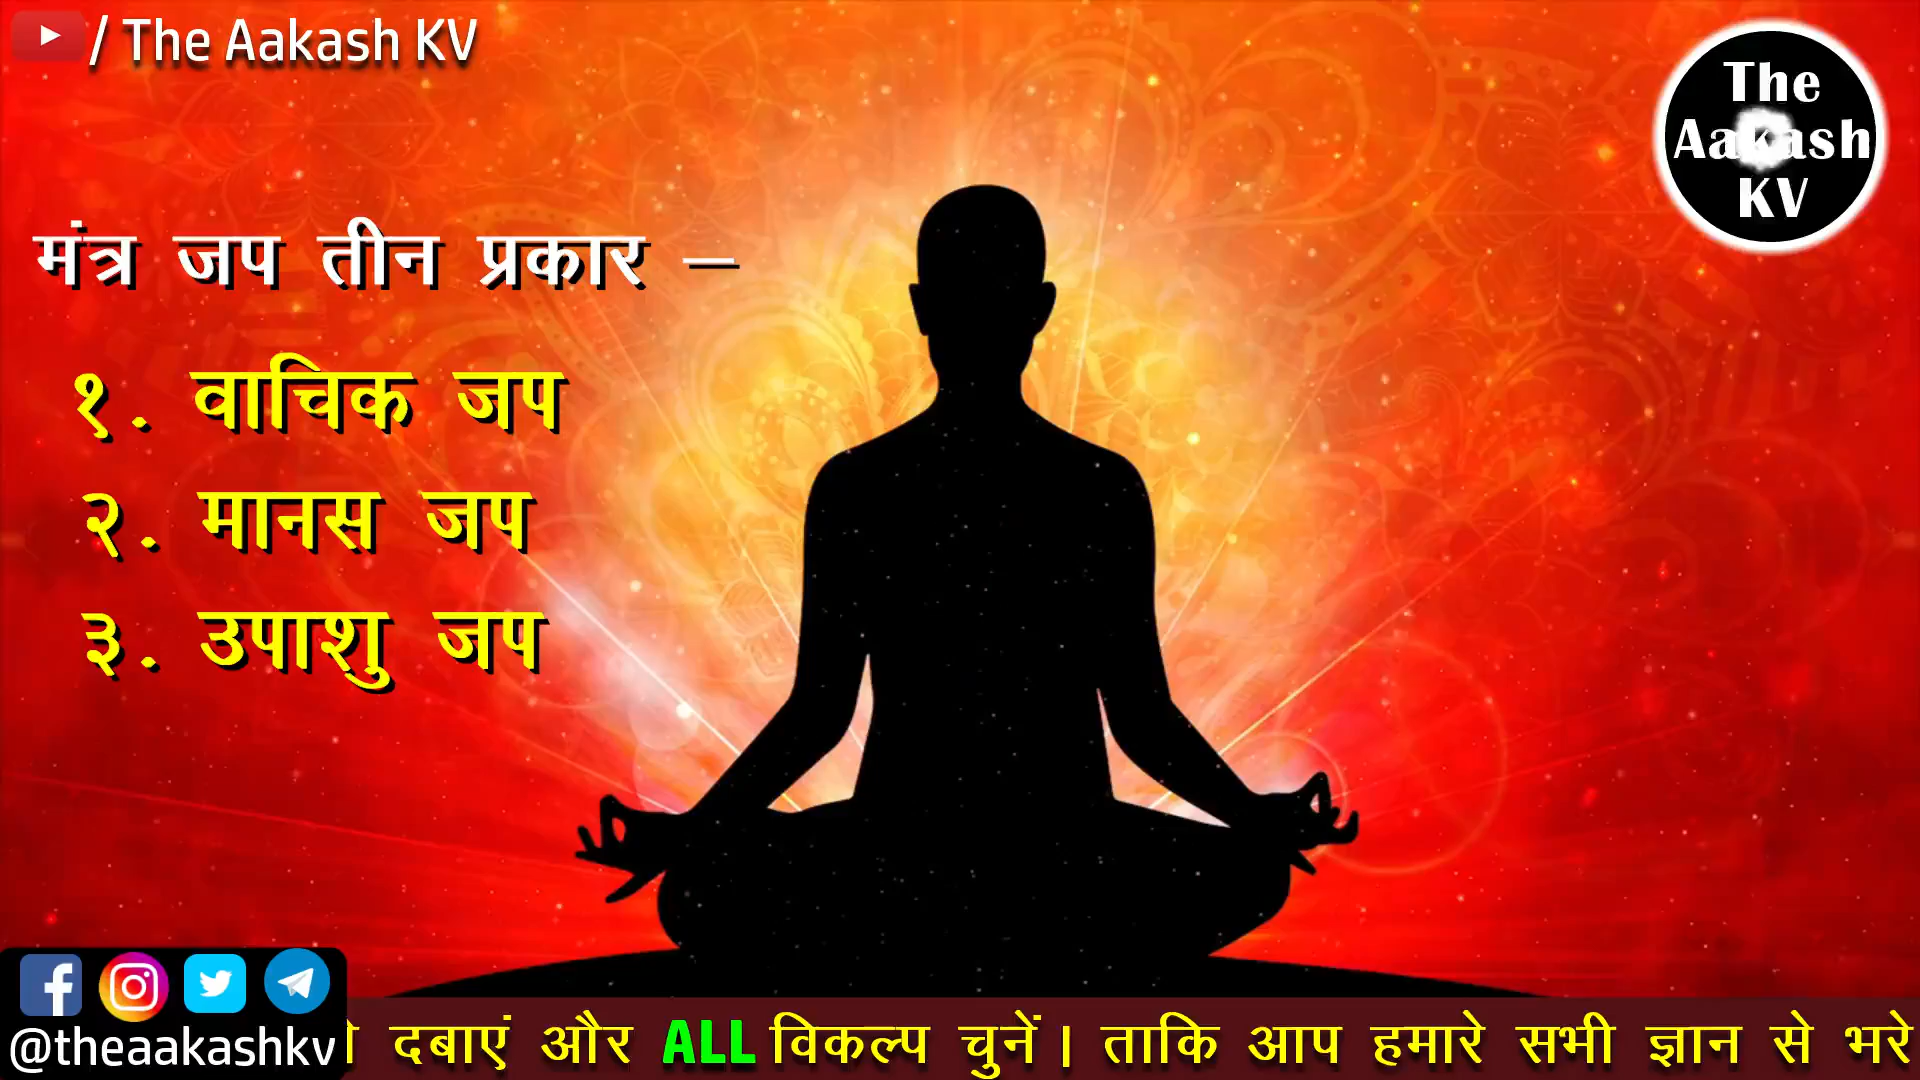 / The Aakash KV
The
Aakash
KV
मंत्र जप तीन प्रकार –
१. वाचिक जप
२. मानस जप
३. उपाशु जप
@theaakashkv
दबाएं और ALL विकल्प चुनें। ताकि आप हमारे सभी ज्ञान से भरे